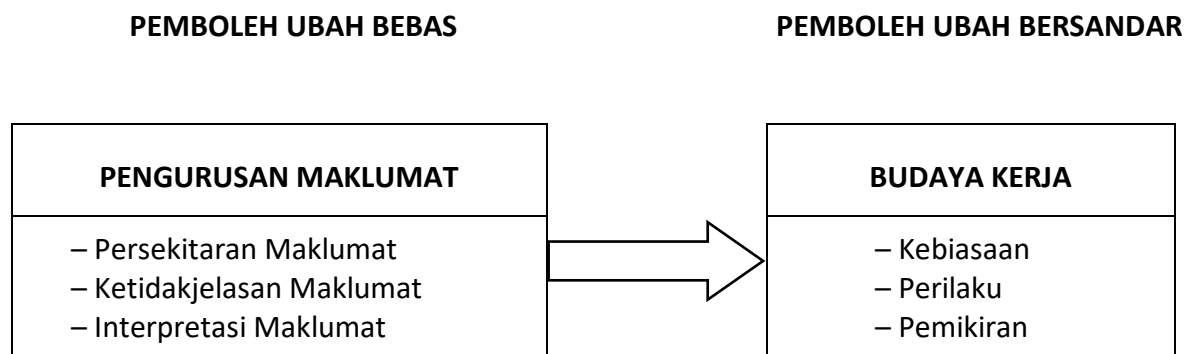 PEMBOLEH UBAH BEBAS
PEMBOLEH UBAH BERSANDAR
PENGURUSAN MAKLUMAT
– Persekitaran Maklumat
– Ketidakjelasan Maklumat
– Interpretasi Maklumat
BUDAYA KERJA
– Kebiasaan
– Perilaku
– Pemikiran